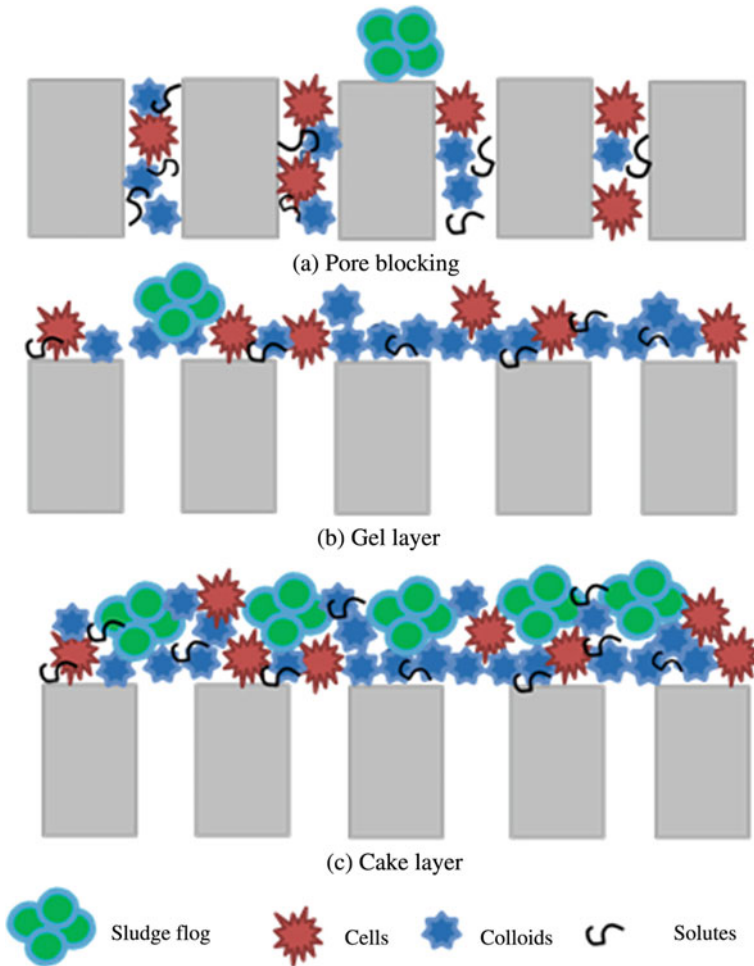 (a) Pore blocking
(b) Gel layer
(c) Cake layer
Sludge flog Cells Colloids Solutes